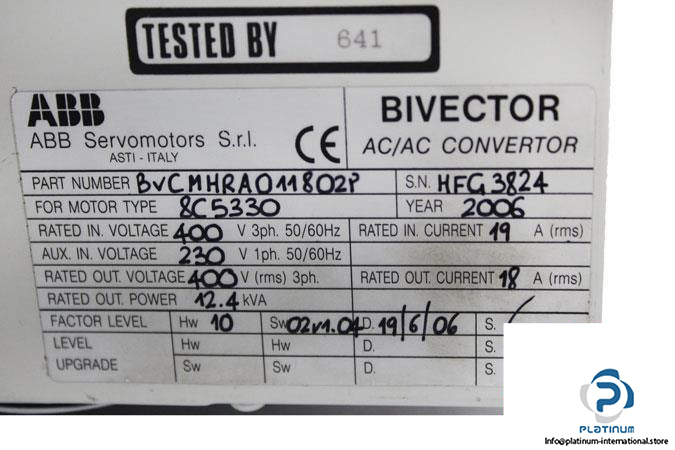 TESTED BY 641
ABB
ABB Servomotors S.r.l.
ASTI - ITALY
CE
BIVECTOR
AC/AC CONVERTOR
PART NUMBER BVCMHRA011802P S.N. HFG3824
FOR MOTOR TYPE 8C5330 YEAR 2006
RATED IN. VOLTAGE 400 V 3ph. 50/60Hz RATED IN. CURRENT 19 A (rms)
AUX. IN. VOLTAGE 230 V 1ph. 50/60Hz
RATED OUT. VOLTAGE 400 V (rms) 3ph. RATED OUT. CURRENT 18 A (rms)
RATED OUT. POWER 12.4 kVA
FACTOR LEVEL Hw 10 Sw 02v1.04 D. 19/6/06 S.
LEVEL Hw Hw D. S.
UPGRADE Sw Sw D. S.
PLATINUM
info@platinum-international.store